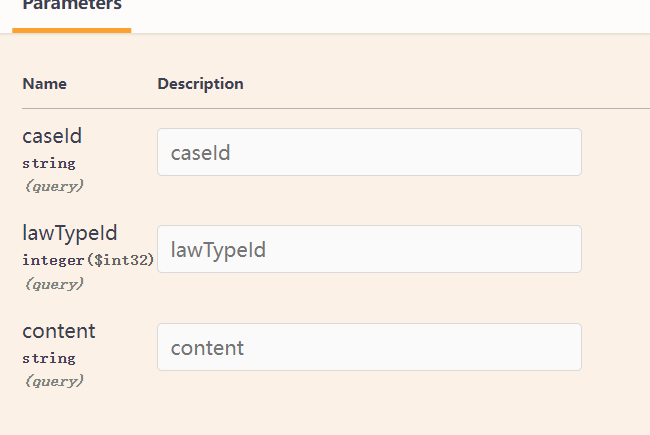 Parameters
Name Description
caseId
string
(query)
caseId
lawTypeId
integer($int32)
(query)
lawTypeId
content
string
(query)
content